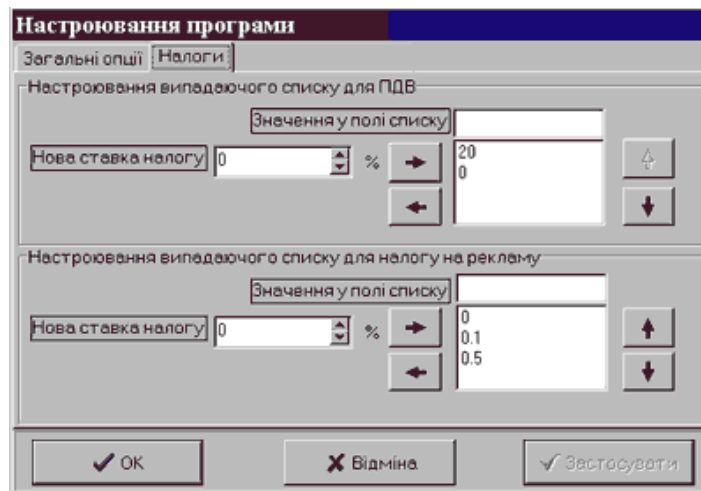 Настроювання програми
Загальні опції Налоги
Настроювання випадаючого списку для ПДВ
Значення у полі списку
Нова ставка налогу 0 %
20
0
Настроювання випадаючого списку для налогу на рекламу
Значення у полі списку
Нова ставка налогу 0 %
0
0.1
0.5
ОК Відміна Застосувати